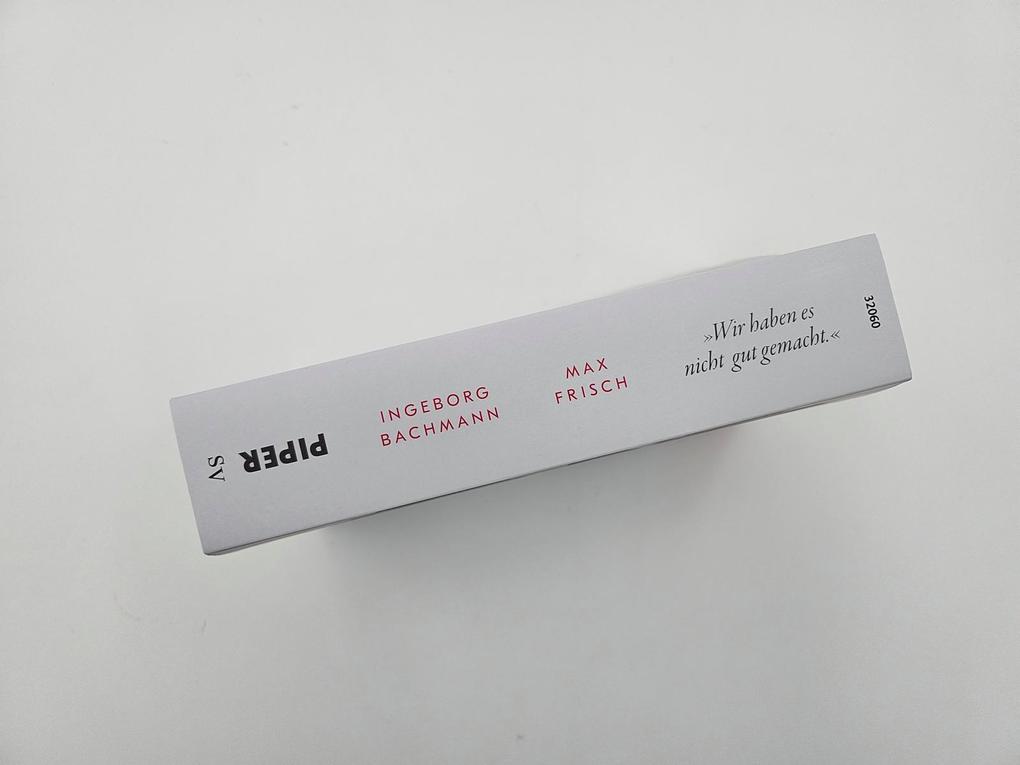 INGEBORG
BACHMANN
MAX
FRISCH
»Wir haben es
nicht gut gemacht.«
PIPER
SV
32060